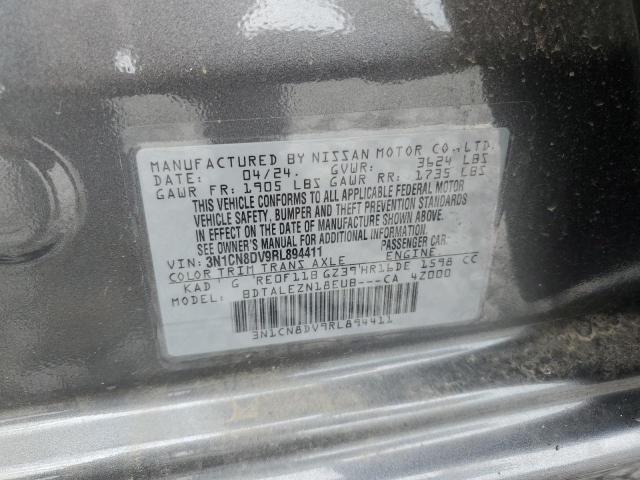 MANUFACTURED BY NISSAN MOTOR CO.,LTD.
DATE: 04/24. GVWR: 3624 LBS
GAWR FR: 1905 LBS GAWR RR: 1735 LBS
THIS VEHICLE CONFORMS TO ALL APPLICABLE FEDERAL MOTOR
VEHICLE SAFETY, BUMPER AND THEFT PREVENTION STANDARDS
IN EFFECT ON THE DATE OF MANUFACTURE SHOWN ABOVE.
SEE OWNER'S MANUAL FOR ADDITIONAL INFORMATION.
VIN: 3N1CN8DV9RL894411 PASSENGER CAR.
COLOR TRIM TRANS AXLE ENGINE.
KAD G RE0F11B GZ39 HR16DE 1598 CC
MODEL: BDTALEZN18EUB---CA 4Z000
3N1CN8DV9RL894411